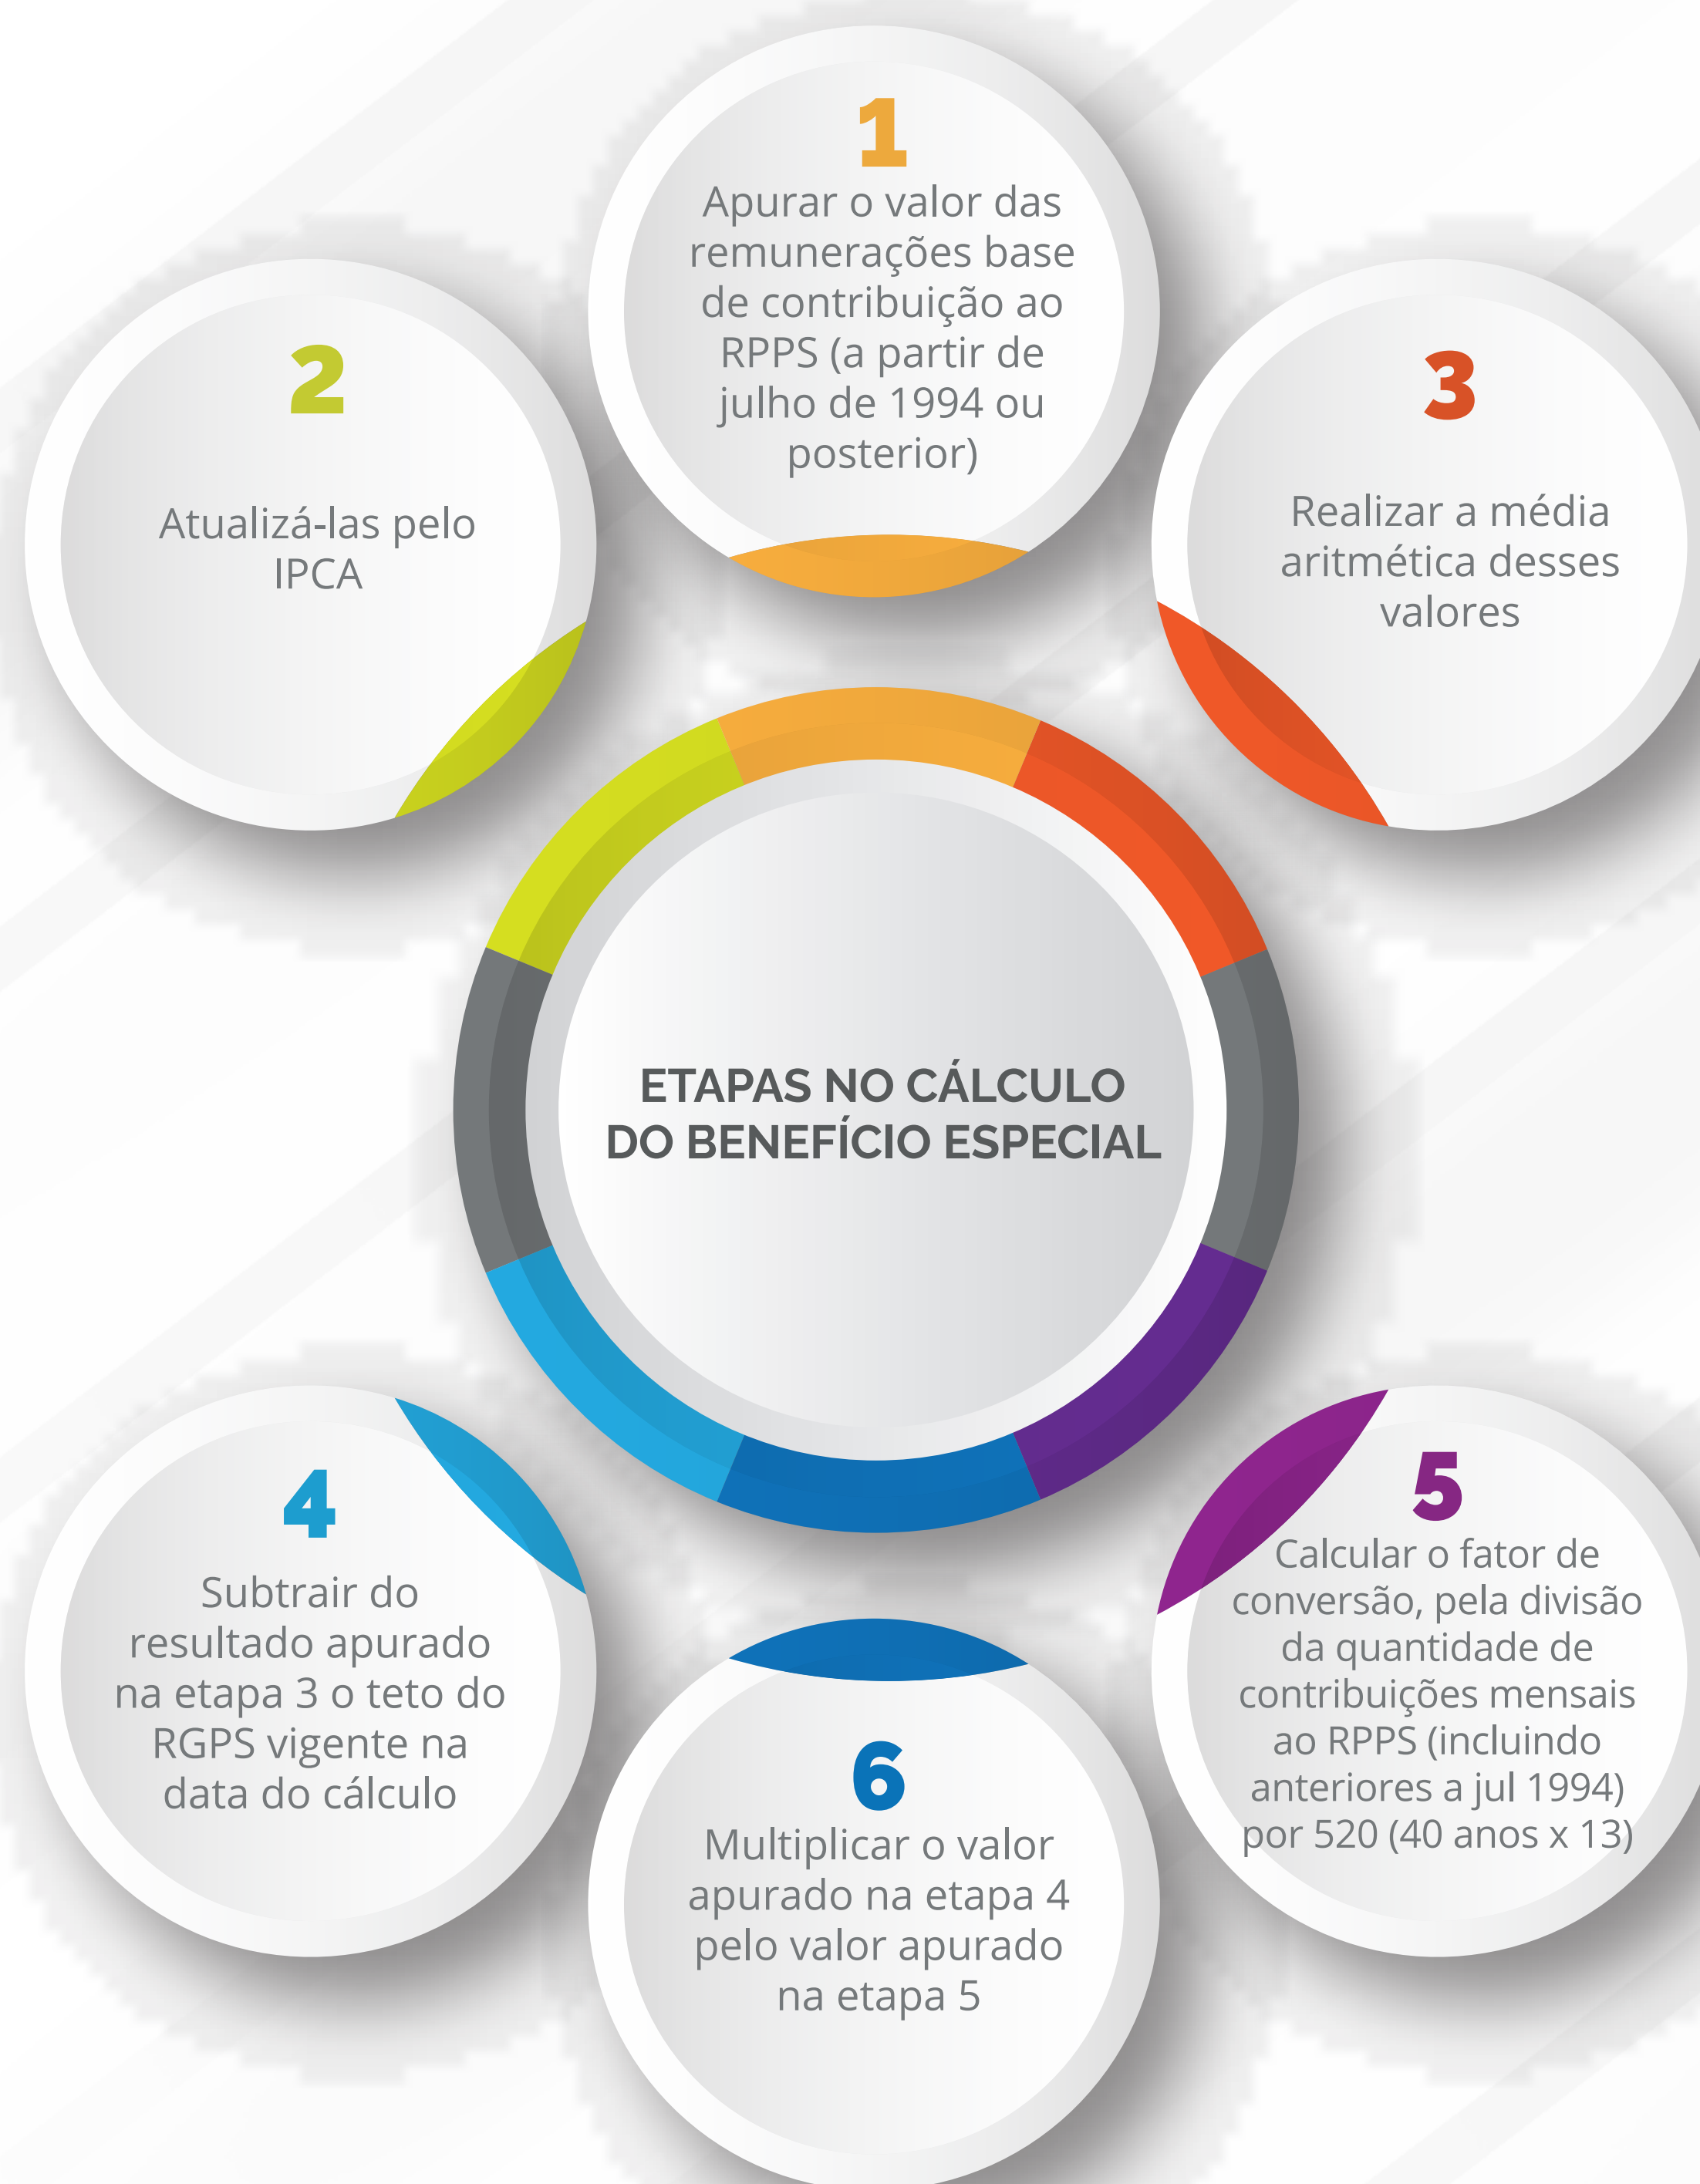 1
Apurar o valor das
remunerações base
de contribuição ao
RPPS (a partir de
julho de 1994 ou
posterior)
2
Atualizá-las pelo
IPCA
3
Realizar a média
aritmética desses
valores
ETAPAS NO CÁLCULO
DO BENEFÍCIO ESPECIAL
4
Subtrair do
resultado apurado
na etapa 3 o teto do
RGPS vigente na
data do cálculo
5
Calcular o fator de
conversão, pela divisão
da quantidade de
contribuições mensais
ao RPPS (incluindo
anteriores a jul 1994)
por 520 (40 anos x 13)
6
Multiplicar o valor
apurado na etapa 4
pelo valor apurado
na etapa 5